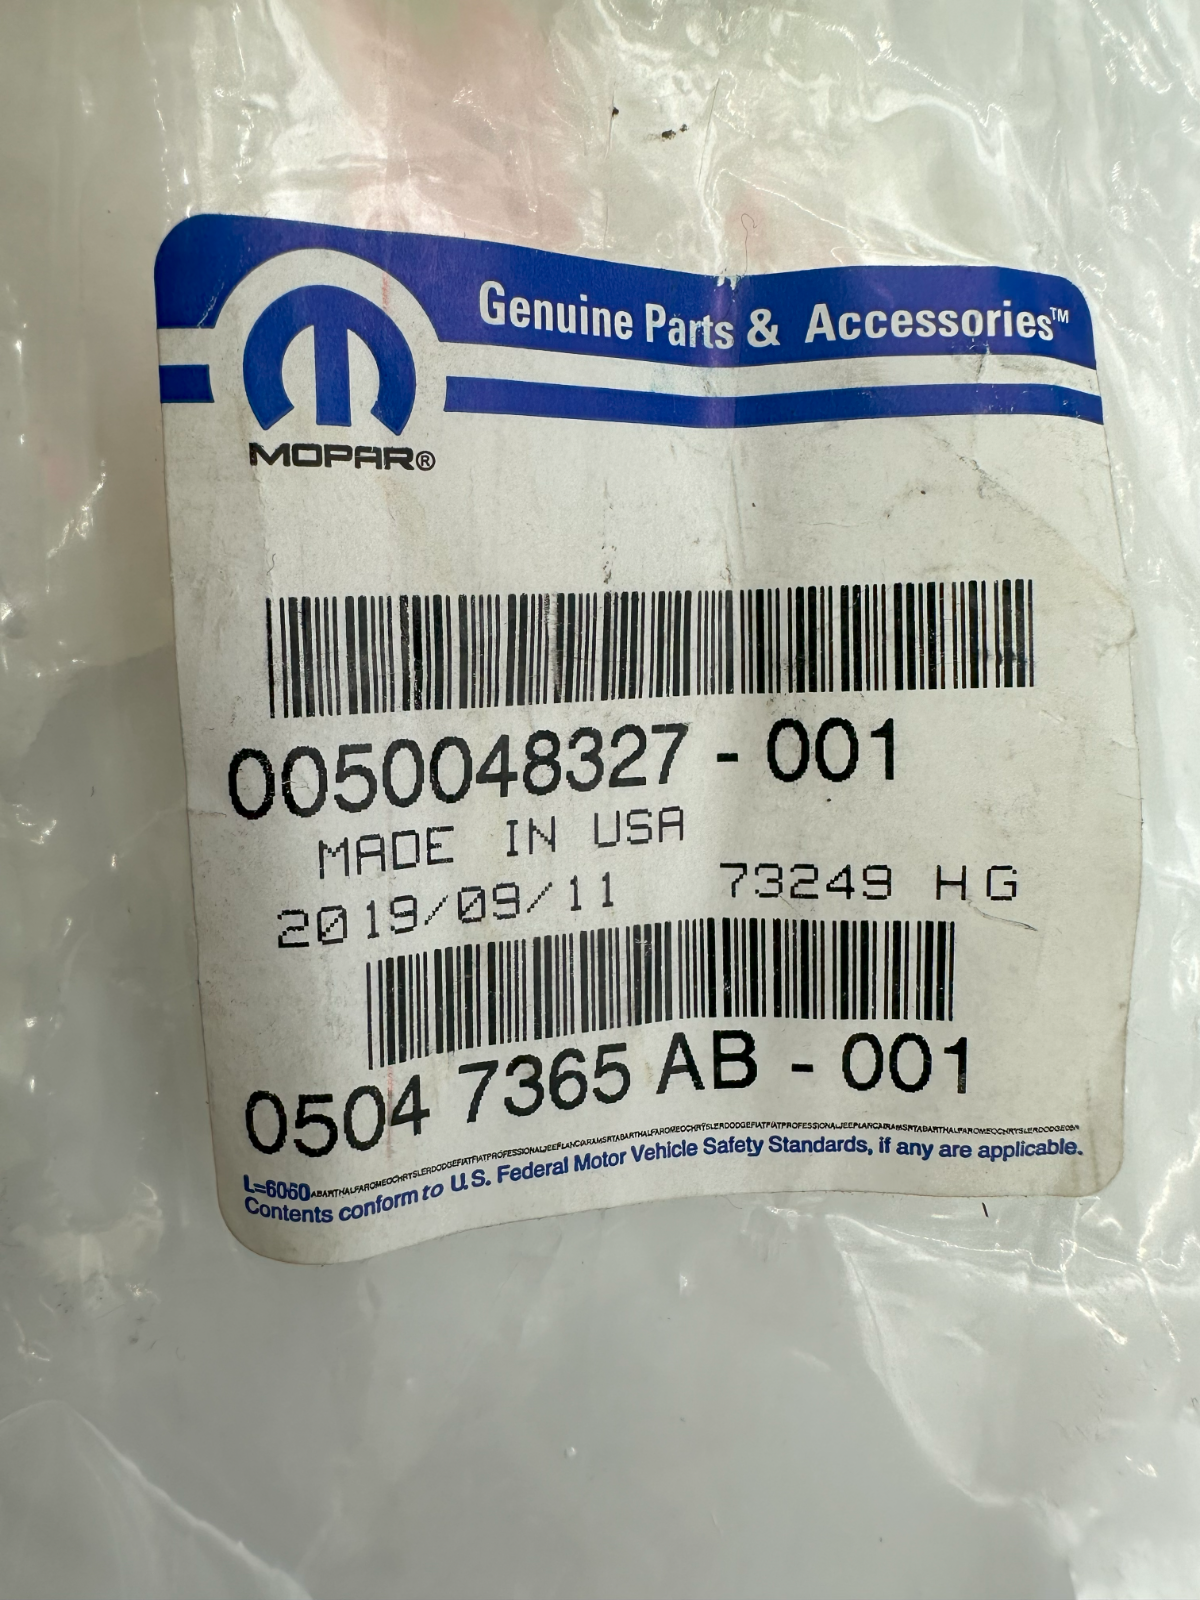 Genuine Parts & Accessories™
MOPAR®
0050048327 - 001
MADE IN USA
2019/09/11 73249 HG
0504 7365 AB - 001
L=6060
Contents conform to U.S. Federal Motor Vehicle Safety Standards, if any are applicable.